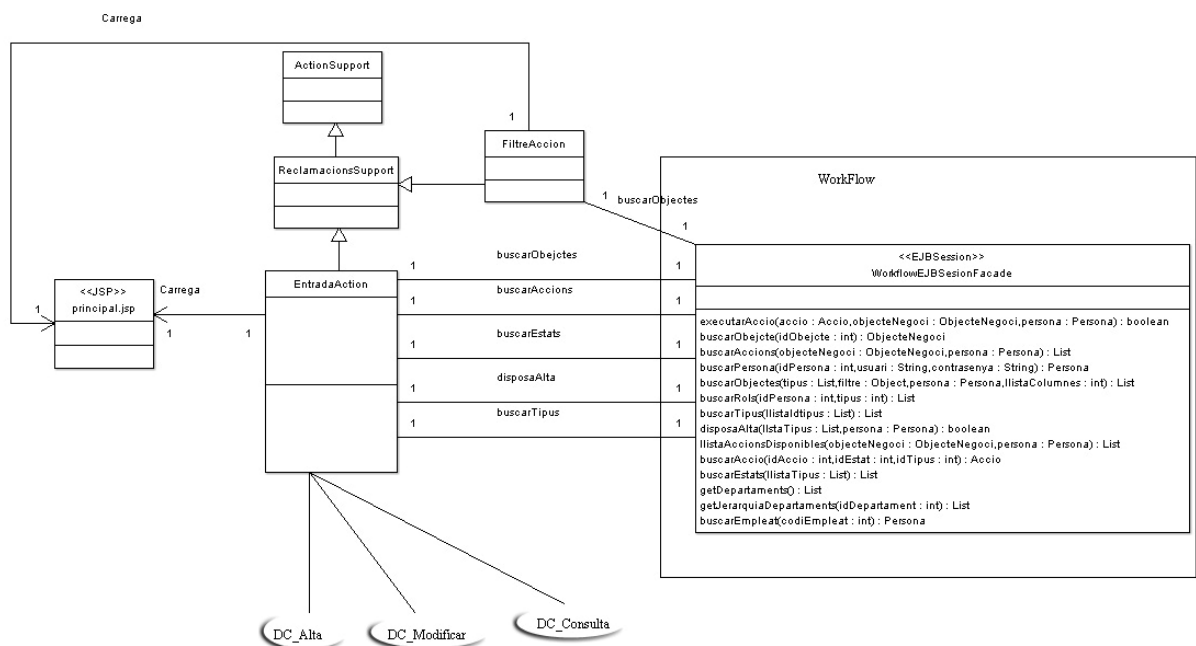 Carrega
ActionSupport
1
FiltreAccion
ReclamacionsSupport
WorkFlow
1
buscarObjectes
1
<<EJBSession>>
WorkflowEJBSesionFacade
buscarObejctes
1
1
EntradaAction
<<JSP>>
principal.jsp
Carrega
buscarAccions
1
1
1
1
1
executarAccio(accio : Accio,objecteNegoci : ObjecteNegoci,persona : Persona) : boolean
buscarObejcte(idObjecte : int) : ObjecteNegoci
buscarAccions(objecteNegoci : ObjecteNegoci,persona : Persona) : List
buscarPersona(idPersona : int,usuari : String,contrasenya : String) : Persona
buscarObjectes(tipus : List,filtre : Object,persona : Persona,llistaColumnes : int) : List
buscarRols(idPersona : int,tipus : int) : List
buscarTipus(llistaIdtipus : List) : List
disposaAlta(llstaTipus : List,persona : Persona) : boolean
llistaAccionsDisponibles(objecteNegoci : ObjecteNegoci,persona : Persona) : List
buscarAccio(idAccio : int,idEstat : int,idTipus : int) : Accio
buscarEstats(llistaTipus : List) : List
getDepartaments() : List
getJerarquiaDepartaments(idDepartament : int) : List
buscarEmpleat(codiEmpleat : int) : Persona
buscarEstats
1
1
disposaAlta
1
1
buscarTipus
1
1
DC_Alta
DC_Modificar
DC_Consulta